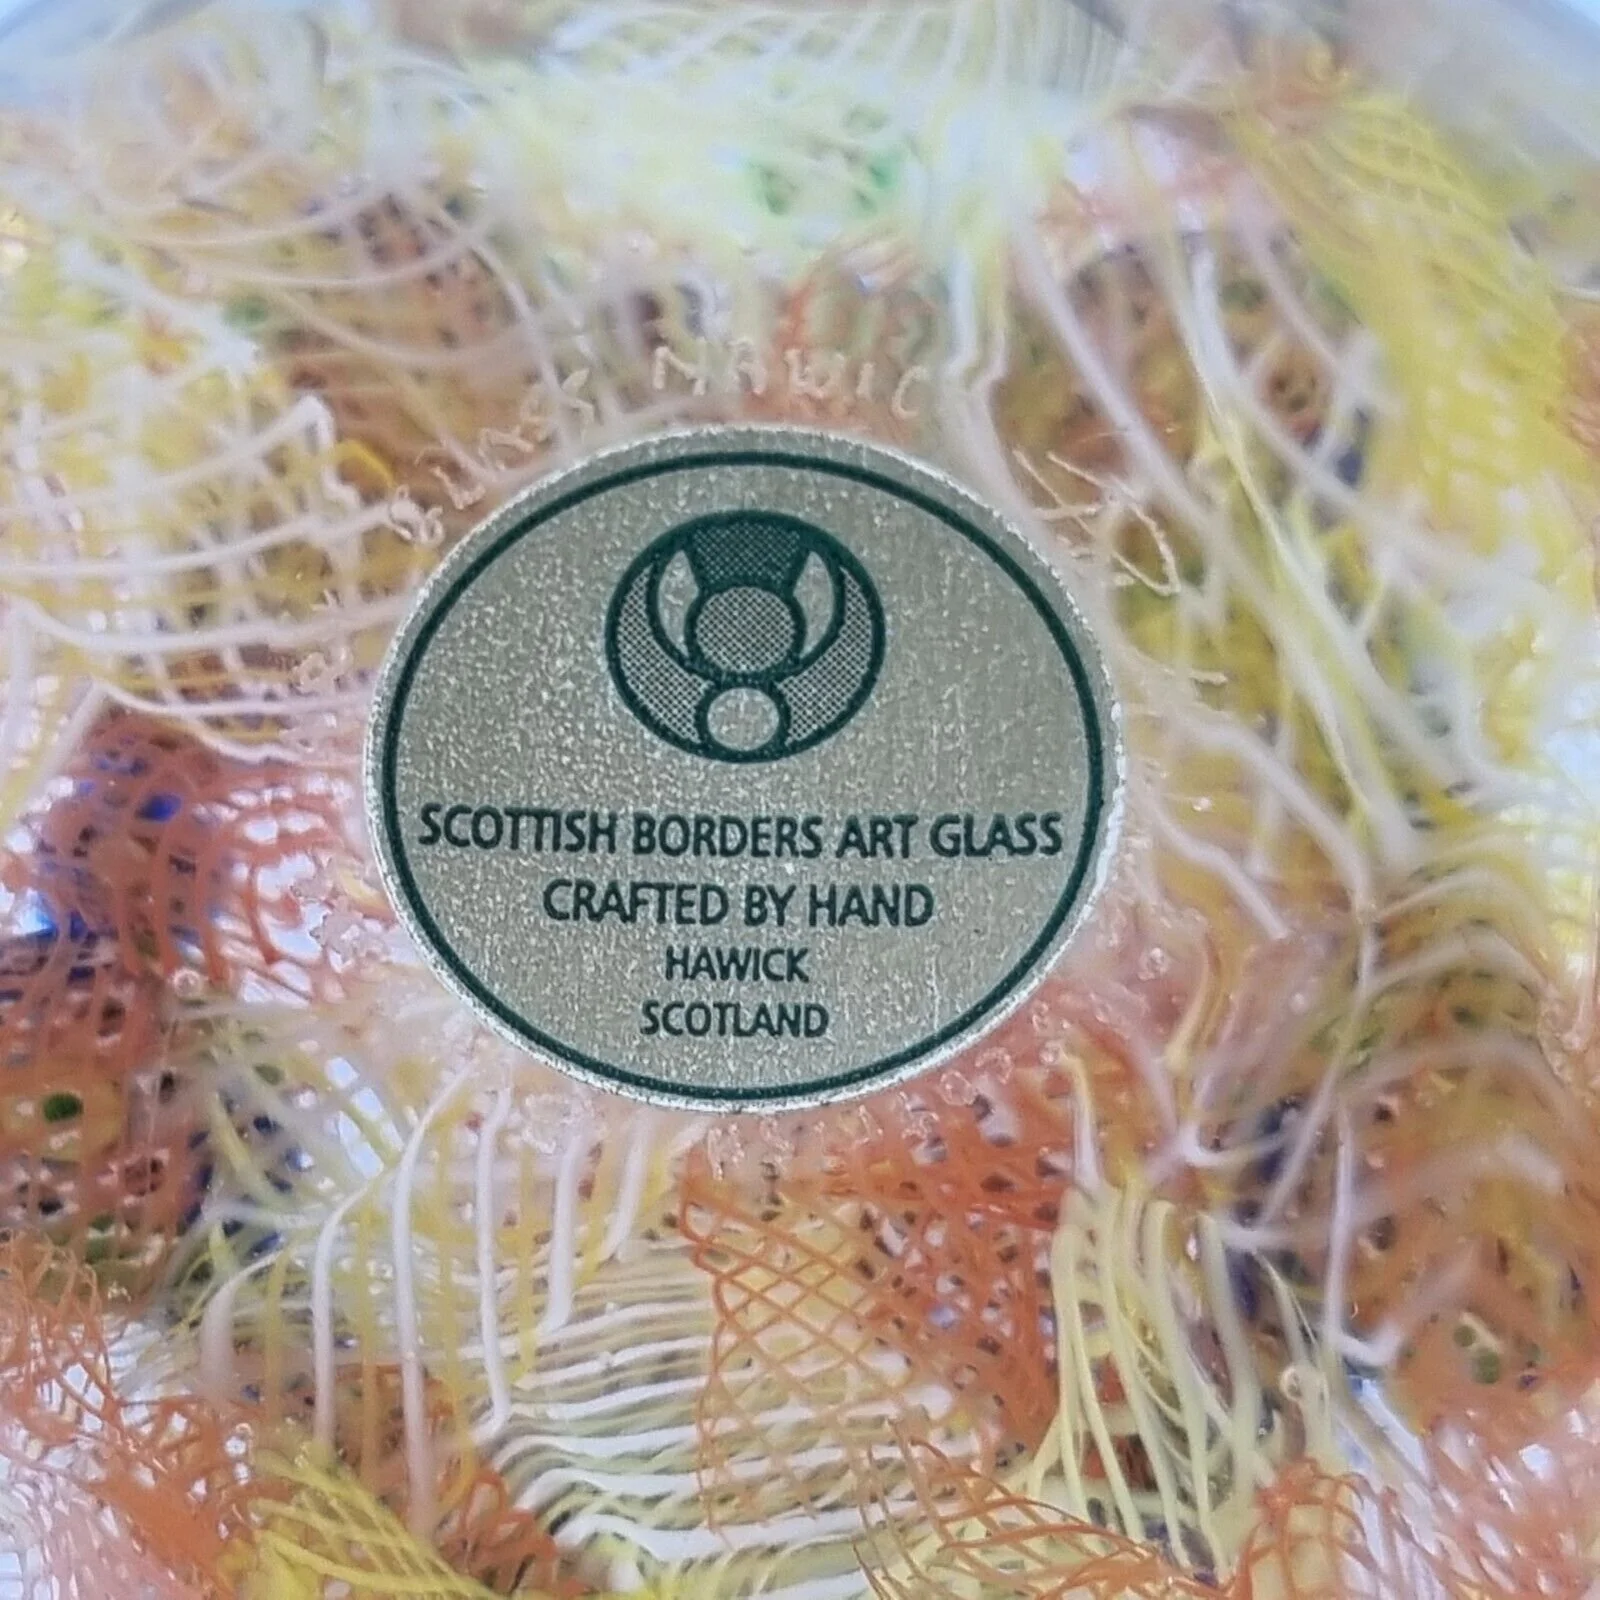 SCOTTISH BORDERS ART GLASS
CRAFTED BY HAND
HAWICK
SCOTLAND